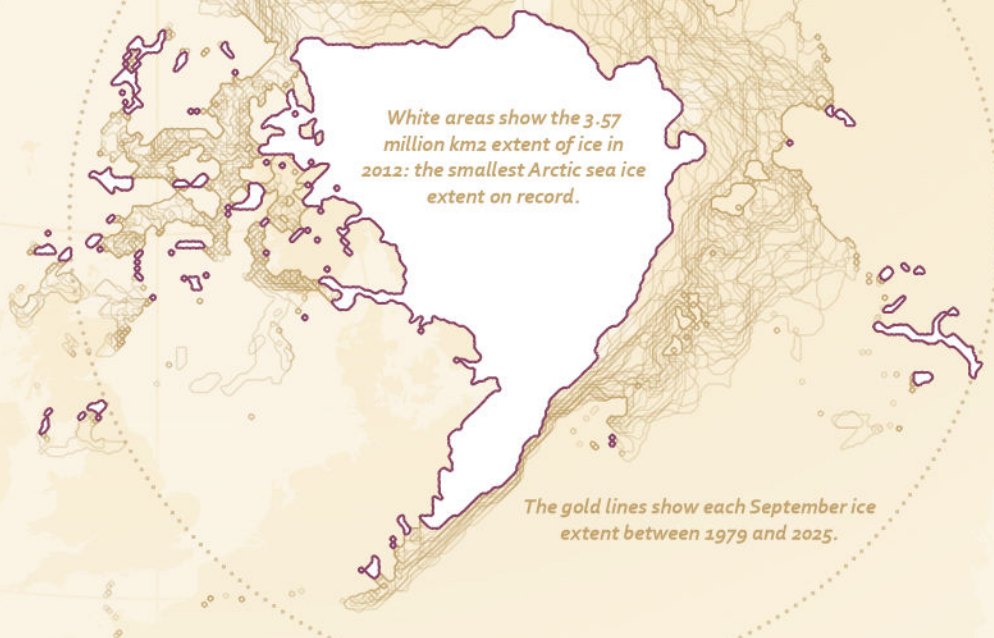 White areas show the 3.57
million km2 extent of ice in
2012: the smallest Arctic sea ice
extent on record.
The gold lines show each September ice
extent between 1979 and 2025.